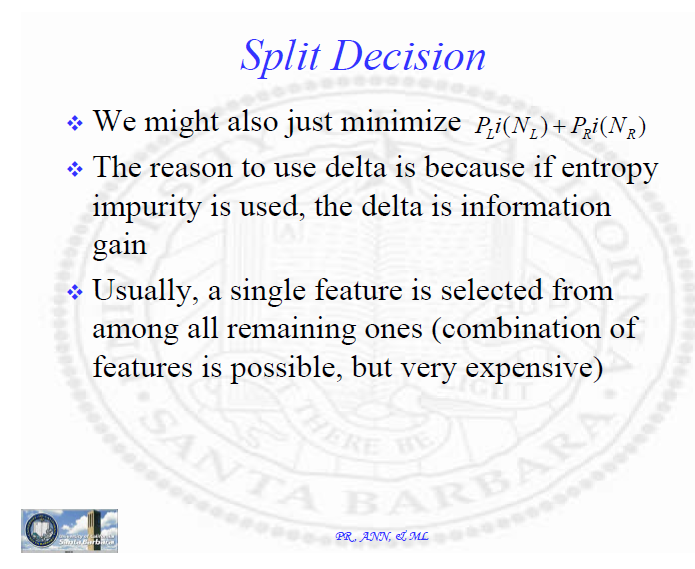 Split Decision
❖ We might also just minimize P_L i(N_L) + P_R i(N_R)
❖ The reason to use delta is because if entropy
impurity is used, the delta is information
gain
❖ Usually, a single feature is selected from
among all remaining ones (combination of
features is possible, but very expensive)
THERE BE
LIGHT
SANTA BARBARA
University of California
Santa Barbara
PR, ANN, & ML